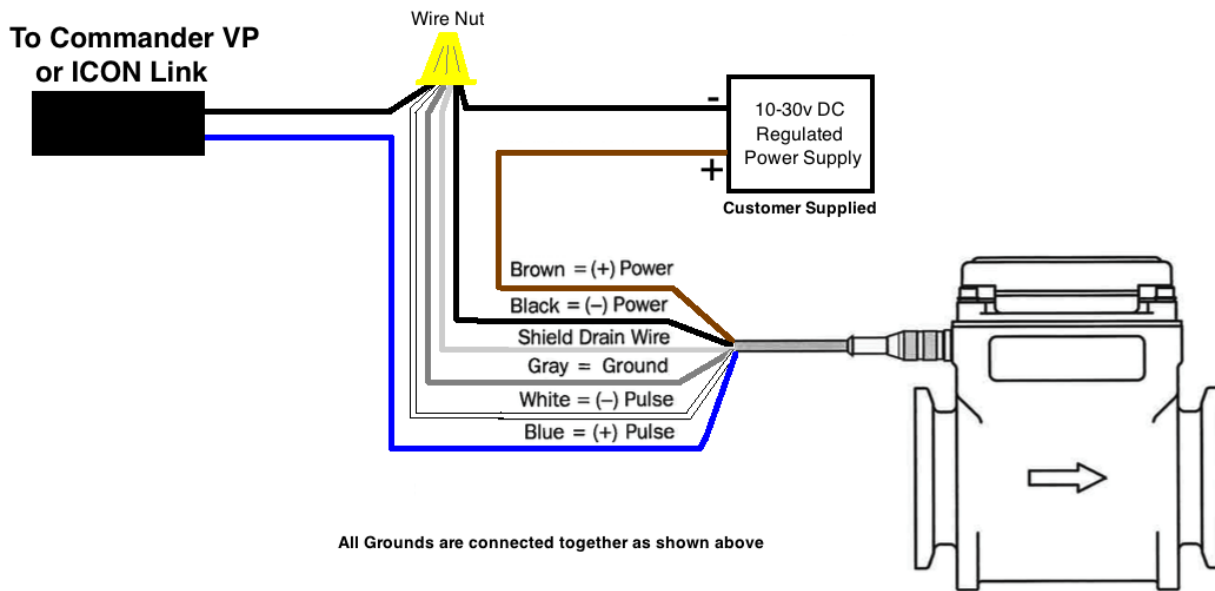 Wire Nut
To Commander VP
or ICON Link
-
10-30v DC
Regulated
Power Supply
+
Customer Supplied
Brown = (+) Power
Black = (–) Power
Shield Drain Wire
Gray = Ground
White = (–) Pulse
Blue = (+) Pulse
All Grounds are connected together as shown above